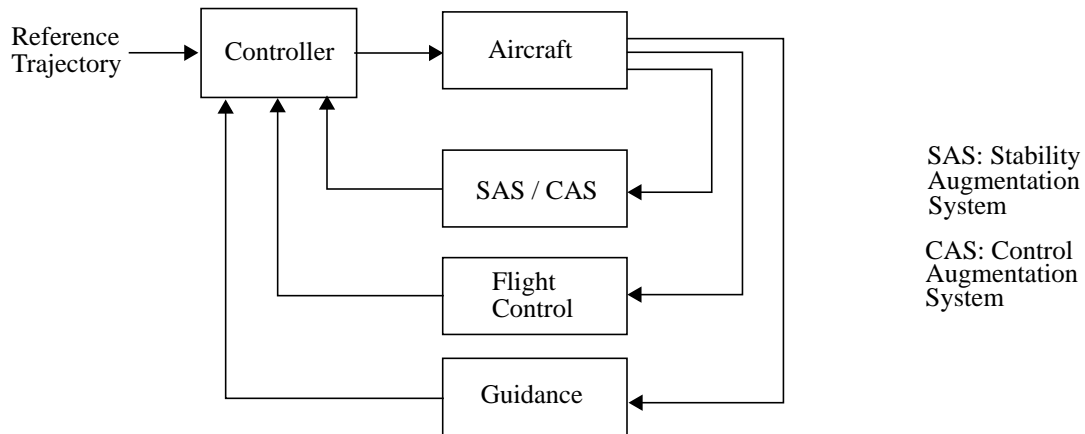 Reference
Trajectory
Controller
Aircraft
SAS / CAS
Flight
Control
Guidance
SAS: Stability
Augmentation
System
CAS: Control
Augmentation
System